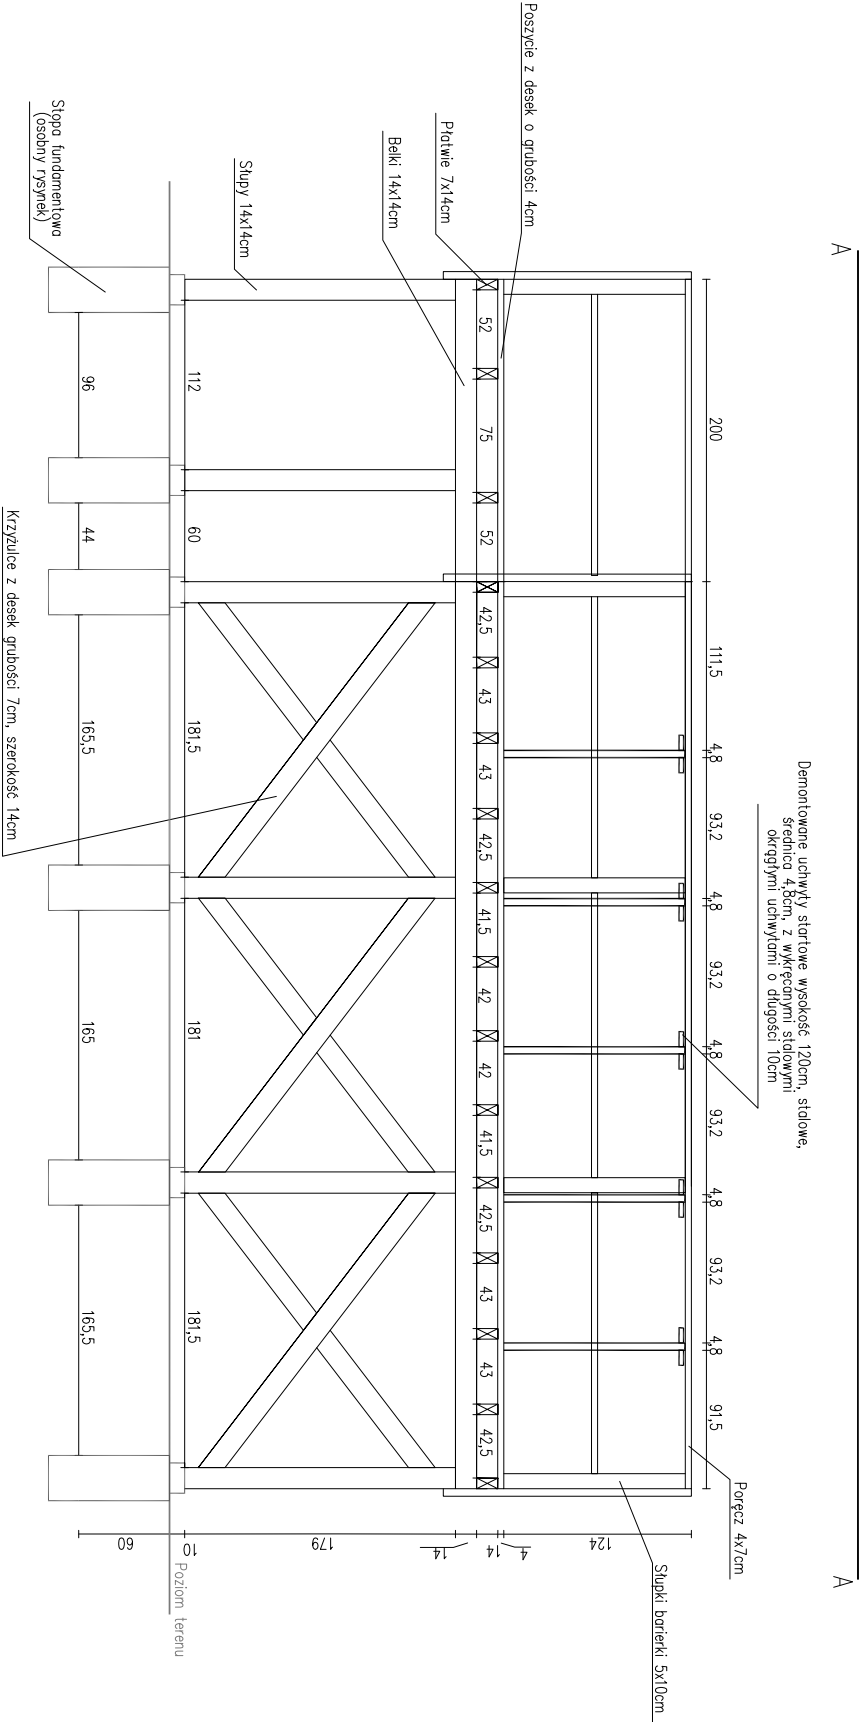 A
A
Demontowane uchwyty startowe wysokość 120cm, stalowe,
średnica 4,8cm, z wykręcanymi stalowymi
okrągłymi uchwytami o długości 10cm
Poręcz 4x7cm
Słupki barierki 5x10cm
200
111,5
4,8
93,2
4,8
93,2
4,8
93,2
4,8
93,2
4,8
91,5
Poszycie z desek o grubości 4cm
Płatwie 7x14cm
Belki 14x14cm
Słupy 14x14cm
Stopa fundamentowa
(osobny rysynek)
52
75
52
42,5
43
43
42,5
41,5
42
42
41,5
42,5
43
43
42,5
124
4
14
14
179
10
60
112
60
181,5
181
181,5
Poziom terenu
96
44
165,5
165
165,5
Krzyżulce z desek grubości 7cm, szerokość 14cm